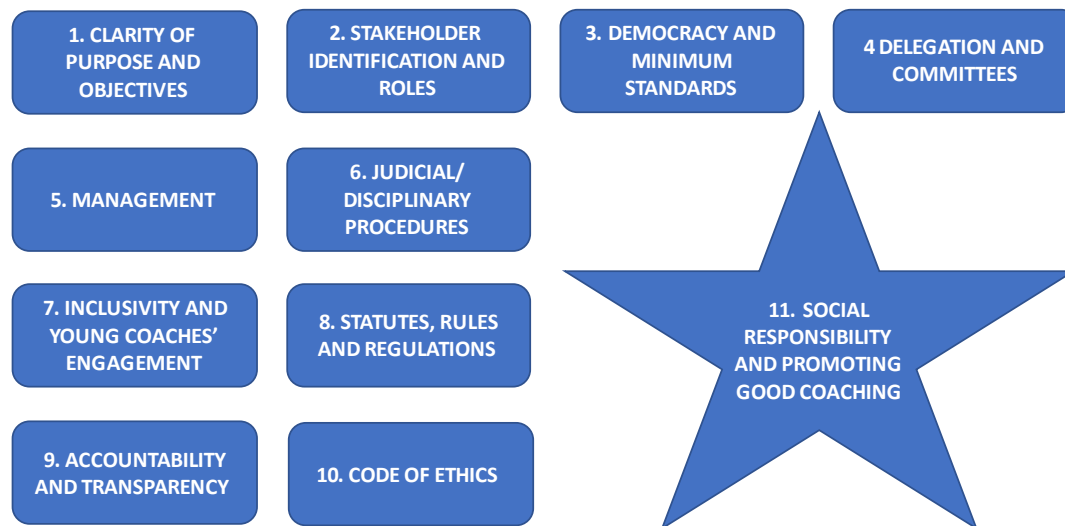 1. CLARITY OF
PURPOSE AND
OBJECTIVES
2. STAKEHOLDER
IDENTIFICATION AND
ROLES
3. DEMOCRACY AND
MINIMUM
STANDARDS
4 DELEGATION AND
COMMITTEES
5. MANAGEMENT
6. JUDICIAL/
DISCIPLINARY
PROCEDURES
7. INCLUSIVITY AND
YOUNG COACHES’
ENGAGEMENT
8. STATUTES, RULES
AND REGULATIONS
9. ACCOUNTABILITY
AND TRANSPARENCY
10. CODE OF ETHICS
11. SOCIAL
RESPONSIBILITY
AND PROMOTING
GOOD COACHING